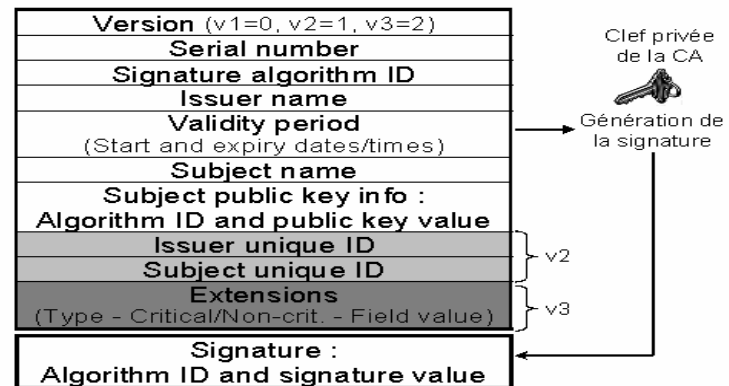 Version (v1=0, v2=1, v3=2)
Serial number
Signature algorithm ID
Issuer name
Validity period
(Start and expiry dates/times)
Subject name
Subject public key info :
Algorithm ID and public key value
Issuer unique ID
Subject unique ID
Extensions
(Type - Critical/Non-crit. - Field value)
Signature :
Algorithm ID and signature value
v2
v3
Clef privée
de la CA
Génération de
la signature